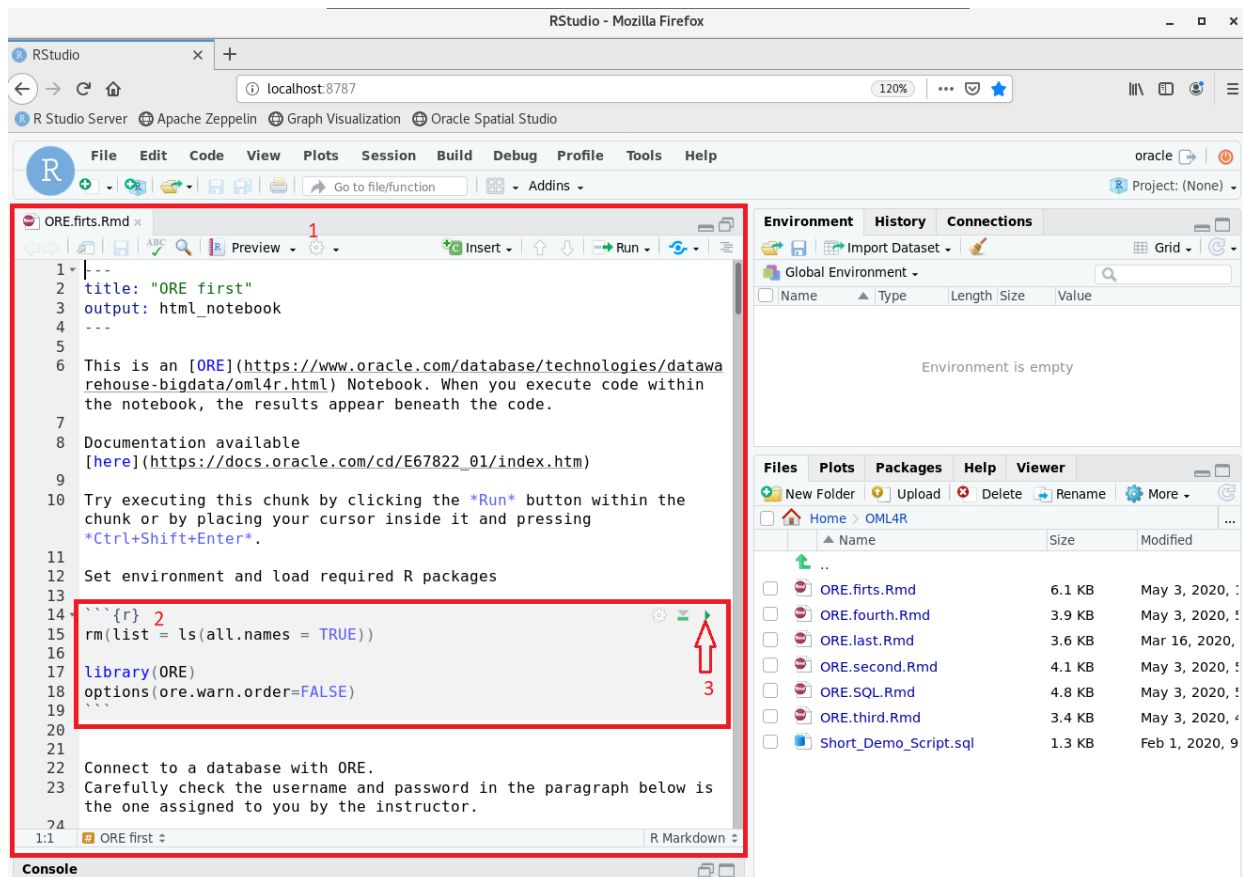 RStudio - Mozilla Firefox
RStudio
localhost:8787
120%
R Studio Server Apache Zeppelin Graph Visualization Oracle Spatial Studio
R
File Edit Code View Plots Session Build Debug Profile Tools Help
oracle
Go to file/function
Addins
Project: (None)
ORE.firts.Rmd
1
ABC
Preview
Insert
Run
1 ---
2 title: "ORE first"
3 output: html_notebook
4 ---
5
6 This is an [ORE](https://www.oracle.com/database/technologies/datawa
rehouse-bigdata/oml4r.html) Notebook. When you execute code within
the notebook, the results appear beneath the code.
7
8 Documentation available
[here](https://docs.oracle.com/cd/E67822_01/index.htm)
9
10 Try executing this chunk by clicking the *Run* button within the
chunk or by placing your cursor inside it and pressing
*Ctrl+Shift+Enter*.
11
12 Set environment and load required R packages
13
14 ```{r} 2
15 rm(list = ls(all.names = TRUE))
16
17 library(ORE)
18 options(ore.warn.order=FALSE)
3
19 ```
20
21
22 Connect to a database with ORE.
23 Carefully check the username and password in the paragraph below is
the one assigned to you by the instructor.
24
1:1 # ORE first R Markdown
Console
Environment History Connections
Import Dataset Grid
Global Environment
Name Type Length Size Value
Environment is empty
Files Plots Packages Help Viewer
New Folder Upload Delete Rename More
Home > OML4R ...
Name Size Modified
..
ORE.firts.Rmd 6.1 KB May 3, 2020,
ORE.fourth.Rmd 3.9 KB May 3, 2020,
ORE.last.Rmd 3.6 KB Mar 16, 2020,
ORE.second.Rmd 4.1 KB May 3, 2020,
ORE.SQL.Rmd 4.8 KB May 3, 2020,
ORE.third.Rmd 3.4 KB May 3, 2020,
Short_Demo_Script.sql 1.3 KB Feb 1, 2020, 9